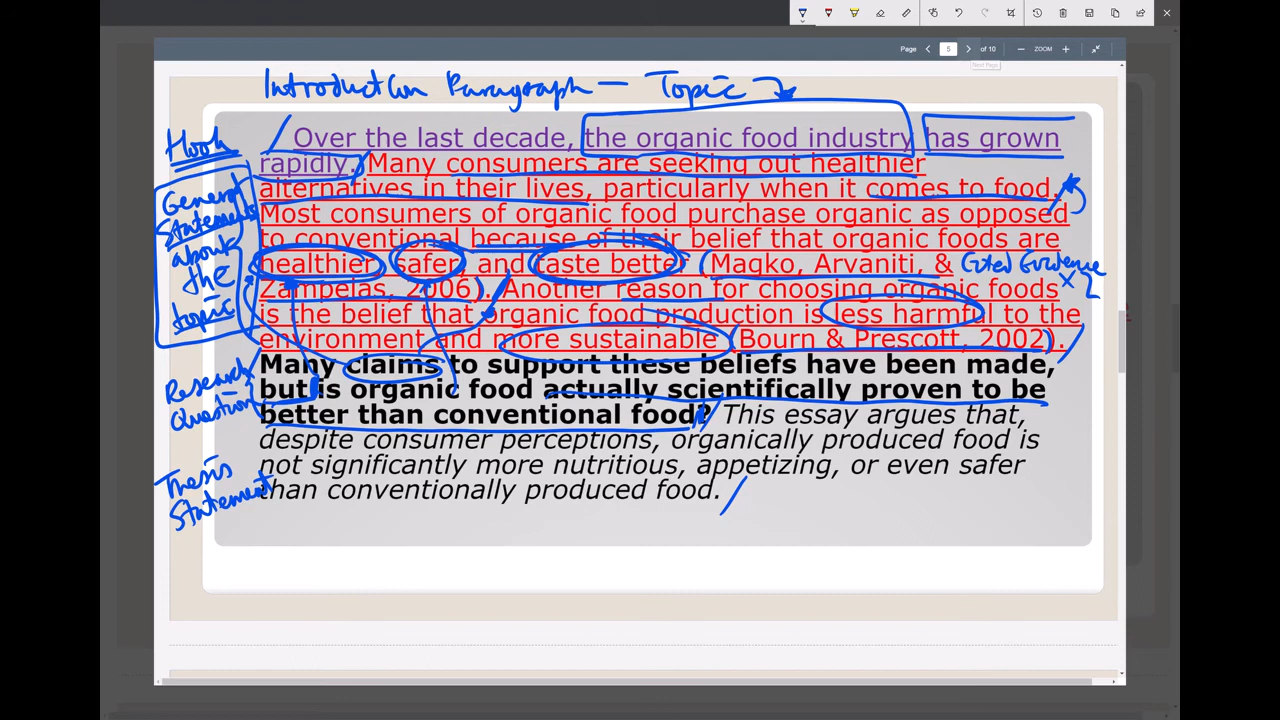 Page 5 of 10 ZOOM
Next Page
Introduction Paragraph — Topic
Over the last decade, the organic food industry has grown
rapidly. Many consumers are seeking out healthier
alternatives in their lives, particularly when it comes to food.
Most consumers of organic food purchase organic as opposed
to conventional because of their belief that organic foods are
healthier, safer, and taste better (Magko, Arvaniti, &
Zampelas, 2006). Another reason for choosing organic foods
is the belief that organic food production is less harmful to the
environment and more sustainable (Bourn & Prescott, 2002).
Many claims to support these beliefs have been made,
but is organic food actually scientifically proven to be
better than conventional food? This essay argues that,
despite consumer perceptions, organically produced food is
not significantly more nutritious, appetizing, or even safer
than conventionally produced food.
Hook
General
Statements
about
the
topic
Research
Question
Thesis
Statement
Cited Evidence
x 2